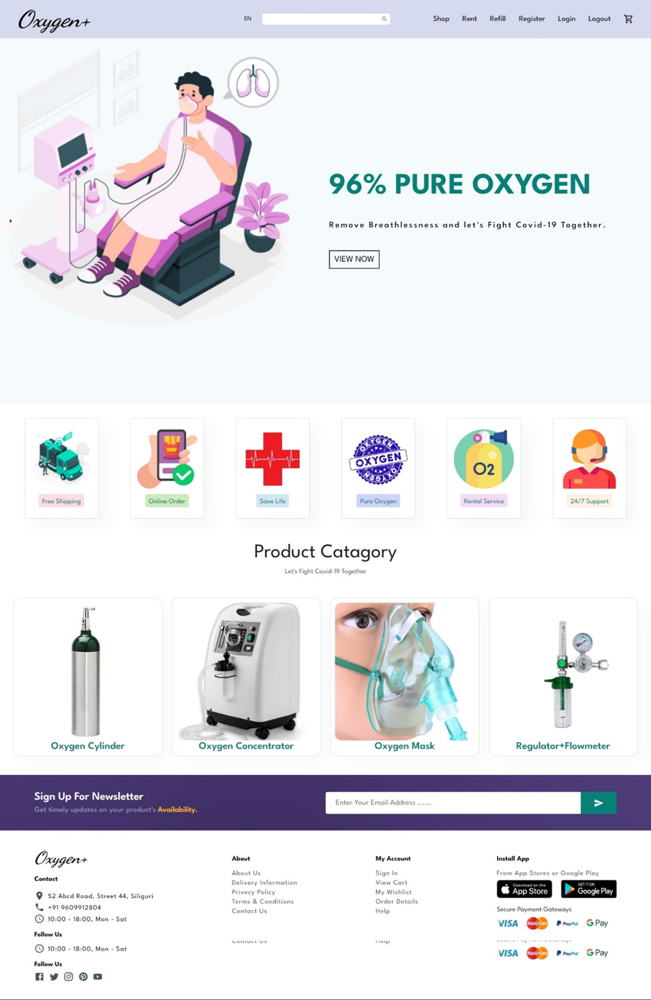 Oxygen+
EN
Shop Rent Refill Register Login Logout
96% PURE OXYGEN
Remove Breathlessness and let's Fight Covid-19 Together.
VIEW NOW
OXYGEN
OXYGEN
OXYGEN
O2
Free Shipping
Online Order
Save Life
Pure Oxygen
Rental Service
24/7 Support
Product Catagory
Let's Fight Covid-19 Together
Oxygen Cylinder
Oxygen Concentrator
Oxygen Mask
Regulator+Flowmeter
Sign Up For Newsletter
Get timely updates on your product's Availability.
Enter Your Email Address ......
Oxygen+
Contact
52 Abcd Road, Street 44, Siliguri
+91 9609912804
10:00 - 18:00, Mon - Sat
Follow Us
10:00 - 18:00, Mon - Sat
Follow Us
About
About Us
Delivery Information
Privecy Policy
Terms & Conditions
Contact Us
Contact Us
My Account
Sign In
View Cart
My Wishlist
Order Details
Help
Help
Install App
From App Stores or Google Play
Download on the
App Store
GET IT ON
Google Play
Secure Payment Gateways
VISA MasterCard PayPal G Pay
Secure Payment Gateways
VISA MasterCard PayPal G Pay